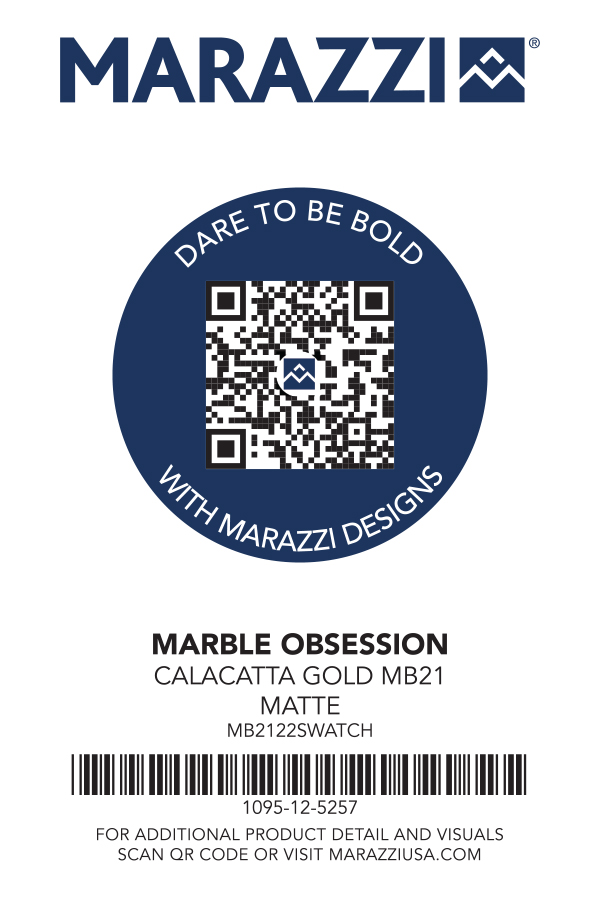 MARAZZI®
DARE TO BE BOLD
WITH MARAZZI DESIGNS
MARBLE OBSESSION
CALACATTA GOLD MB21
MATTE
MB2122SWATCH
1095-12-5257
FOR ADDITIONAL PRODUCT DETAIL AND VISUALS
SCAN QR CODE OR VISIT MARAZZIUSA.COM